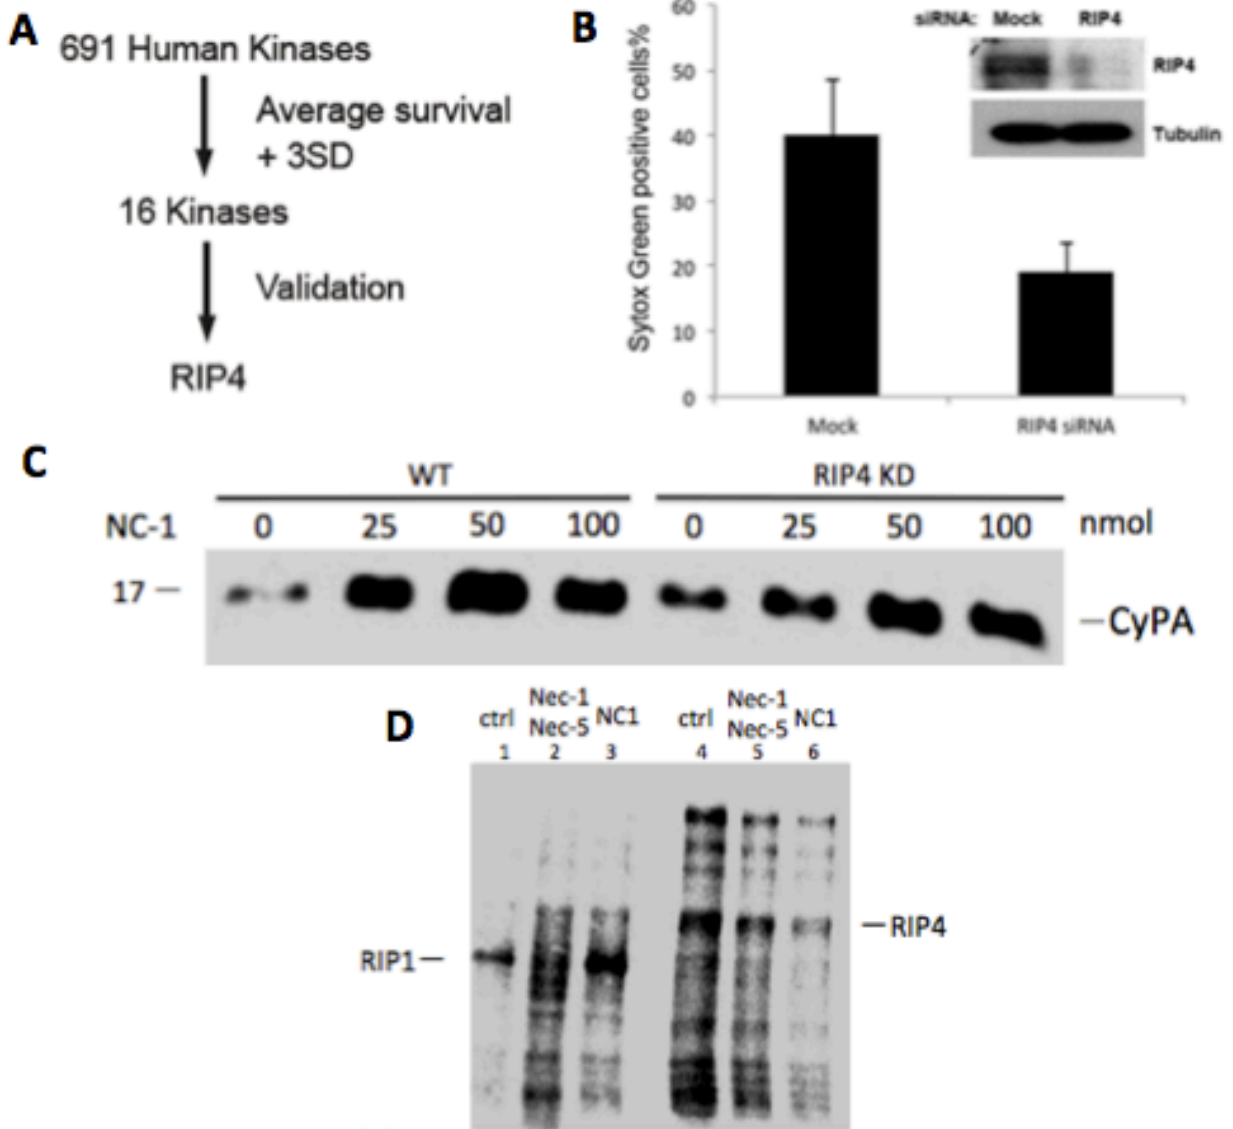 A
691 Human Kinases
Average survival
+ 3SD
16 Kinases
Validation
RIP4
B
Sytox Green positive cells%
60
50
40
30
20
10
0
Mock
RIP4 siRNA
siRNA: Mock RIP4
RIP4
Tubulin
C
WT RIP4 KD
NC-1 0 25 50 100 0 25 50 100 nmol
17
CyPA
D
Nec-1 Nec-1
ctrl Nec-5 NC1 ctrl Nec-5 NC1
1 2 3 4 5 6
RIP4
RIP1